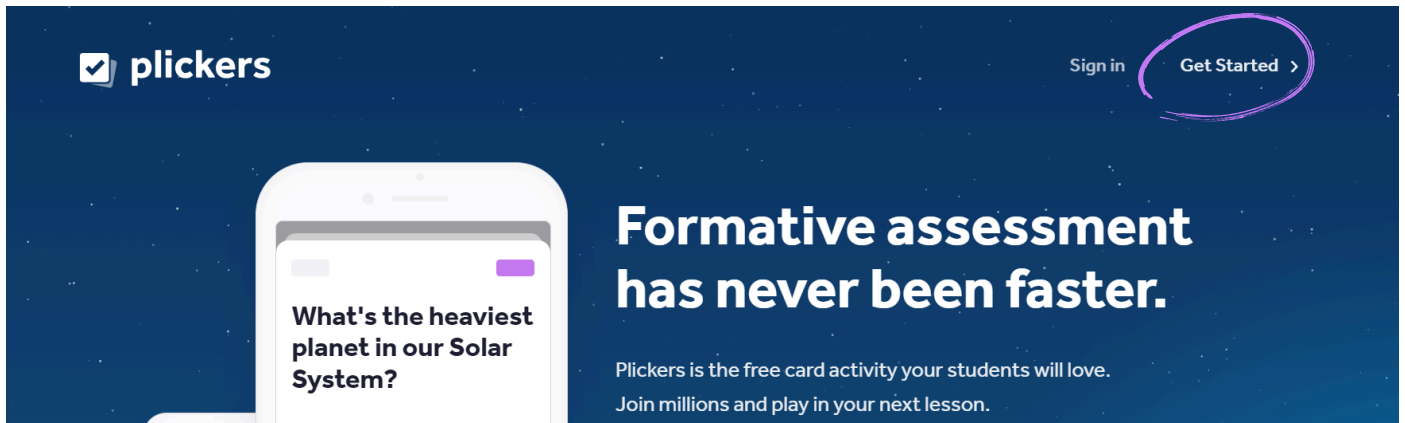 plickers
Sign in
Get Started
Formative assessment
has never been faster.
What's the heaviest
planet in our Solar
System?
Plickers is the free card activity your students will love.
Join millions and play in your next lesson.